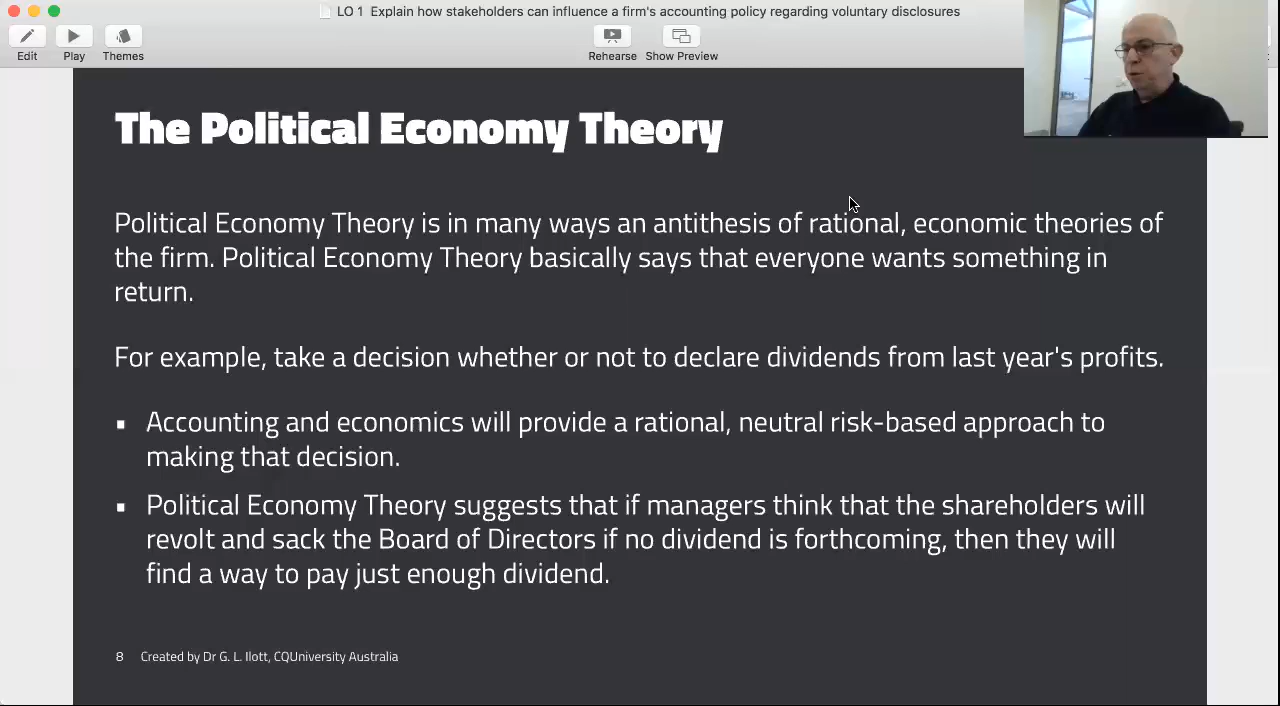 LO 1 Explain how stakeholders can influence a firm's accounting policy regarding voluntary disclosures
Edit
Play
Themes
Rehearse
Show Preview
The Political Economy Theory
Political Economy Theory is in many ways an antithesis of rational, economic theories of
the firm. Political Economy Theory basically says that everyone wants something in
return.
For example, take a decision whether or not to declare dividends from last year's profits.
▪ Accounting and economics will provide a rational, neutral risk-based approach to
making that decision.
▪ Political Economy Theory suggests that if managers think that the shareholders will
revolt and sack the Board of Directors if no dividend is forthcoming, then they will
find a way to pay just enough dividend.
8 Created by Dr G. L. Ilott, CQUniversity Australia